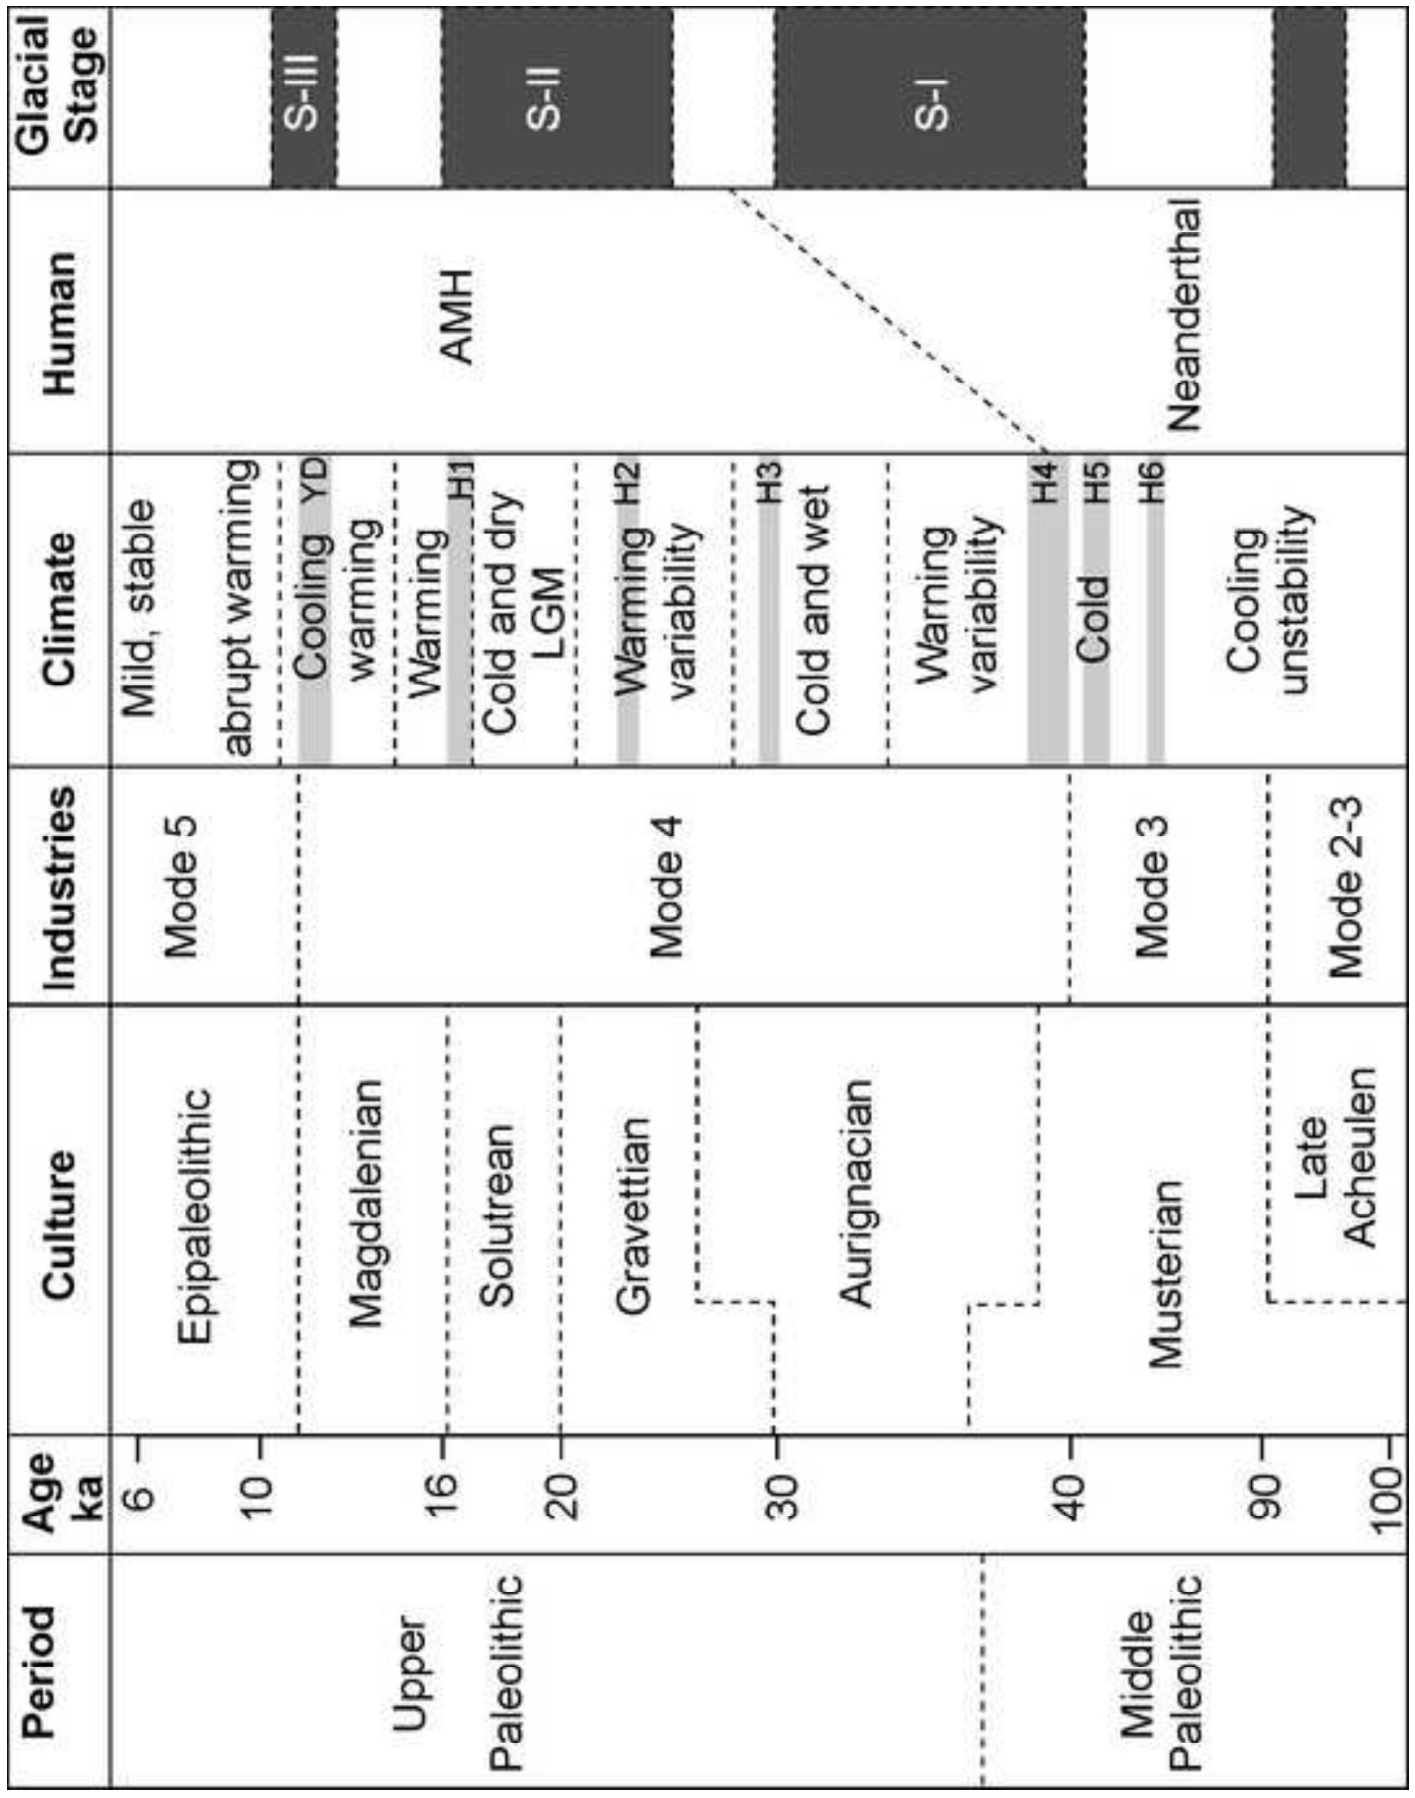 Period
Age
ka
Culture
Industries
Climate
Human
Glacial
Stage
Upper
Paleolithic
Middle
Paleolithic
6
10
16
20
30
40
90
100
Epipaleolithic
Magdalenian
Solutrean
Gravettian
Aurignacian
Musterian
Late
Acheulen
Mode 5
Mode 4
Mode 3
Mode 2-3
Mild, stable
abrupt warming
Cooling YD
warming
Warming
H1
Cold and dry
LGM
Warming H2
variability
H3
Cold and wet
Warning
variability
H4
Cold H5
H6
Cooling
unstability
AMH
Neanderthal
S-III
S-II
S-I